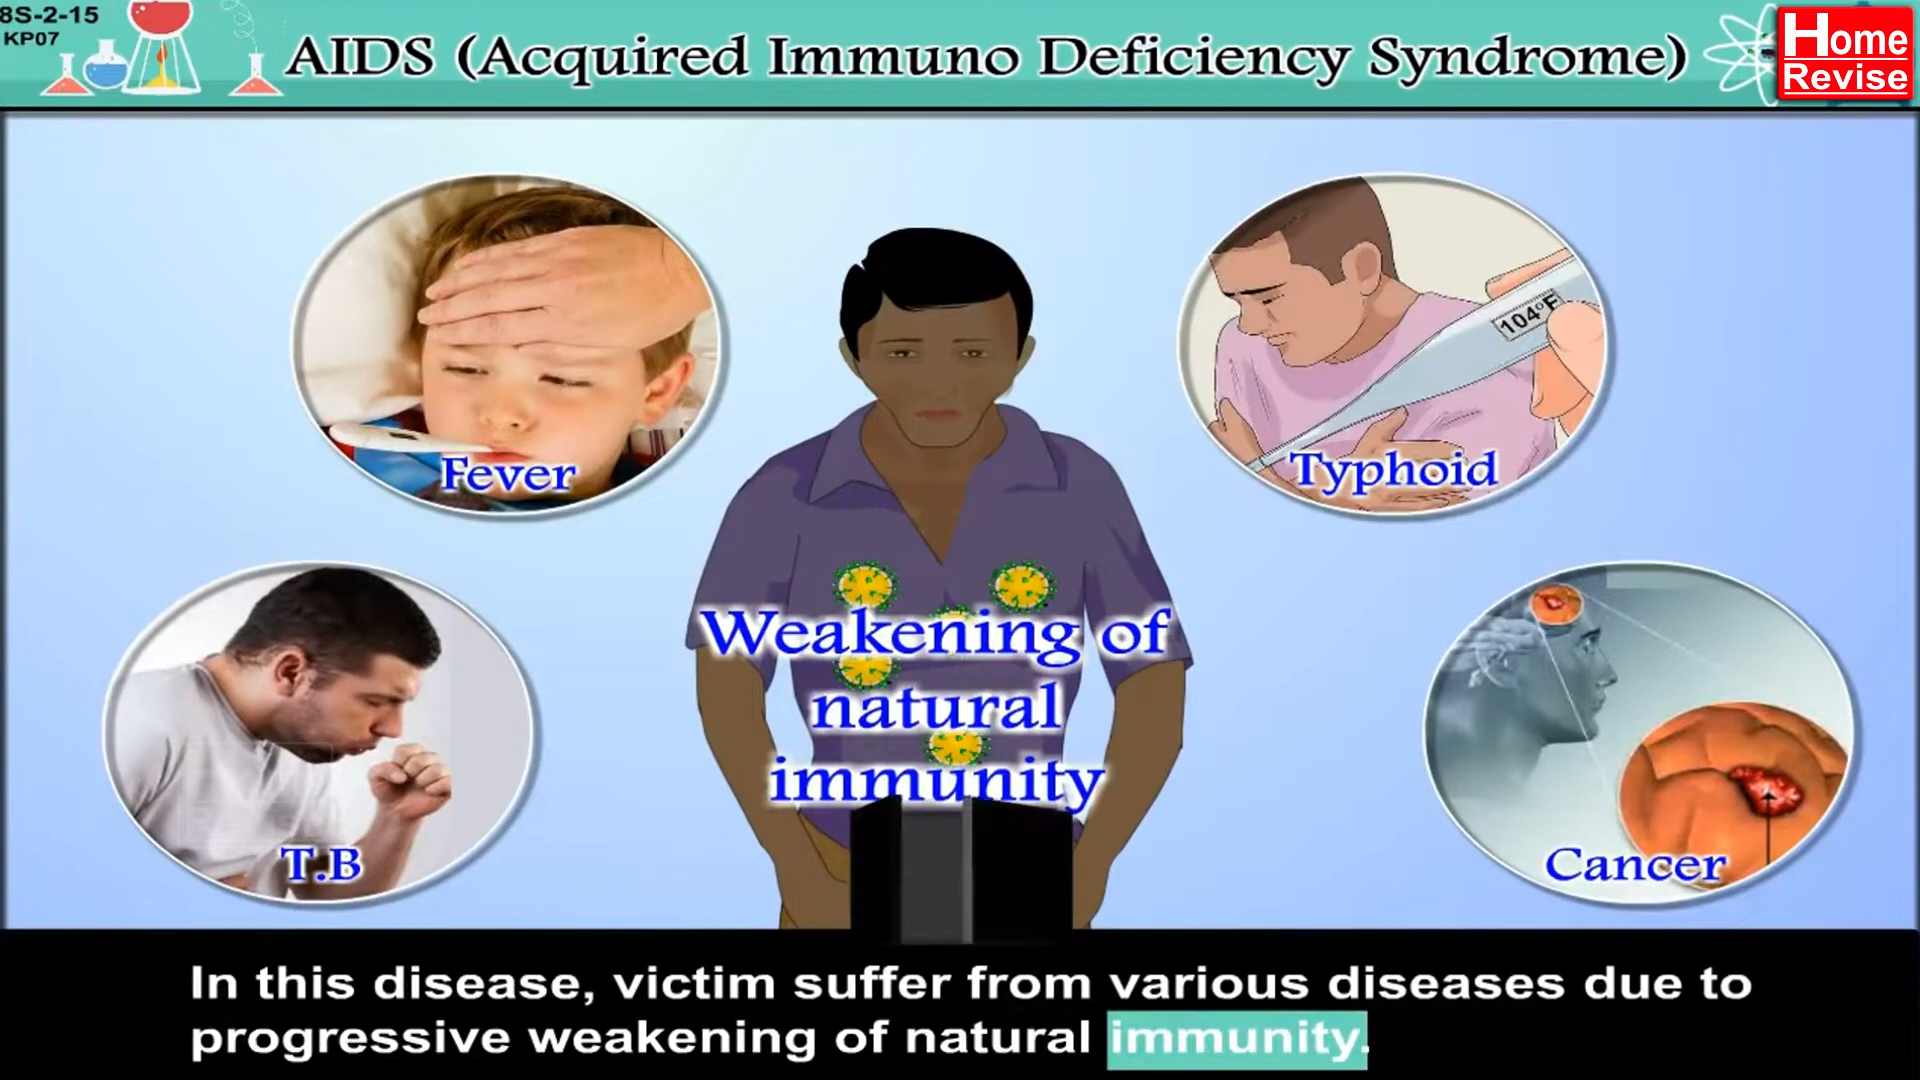 8S-2-15
KP07
AIDS (Acquired Immuno Deficiency Syndrome)
Home
Revise
Fever
104°F
Typhoid
Weakening of
natural
immunity
T.B
Cancer
In this disease, victim suffer from various diseases due to
progressive weakening of natural immunity.